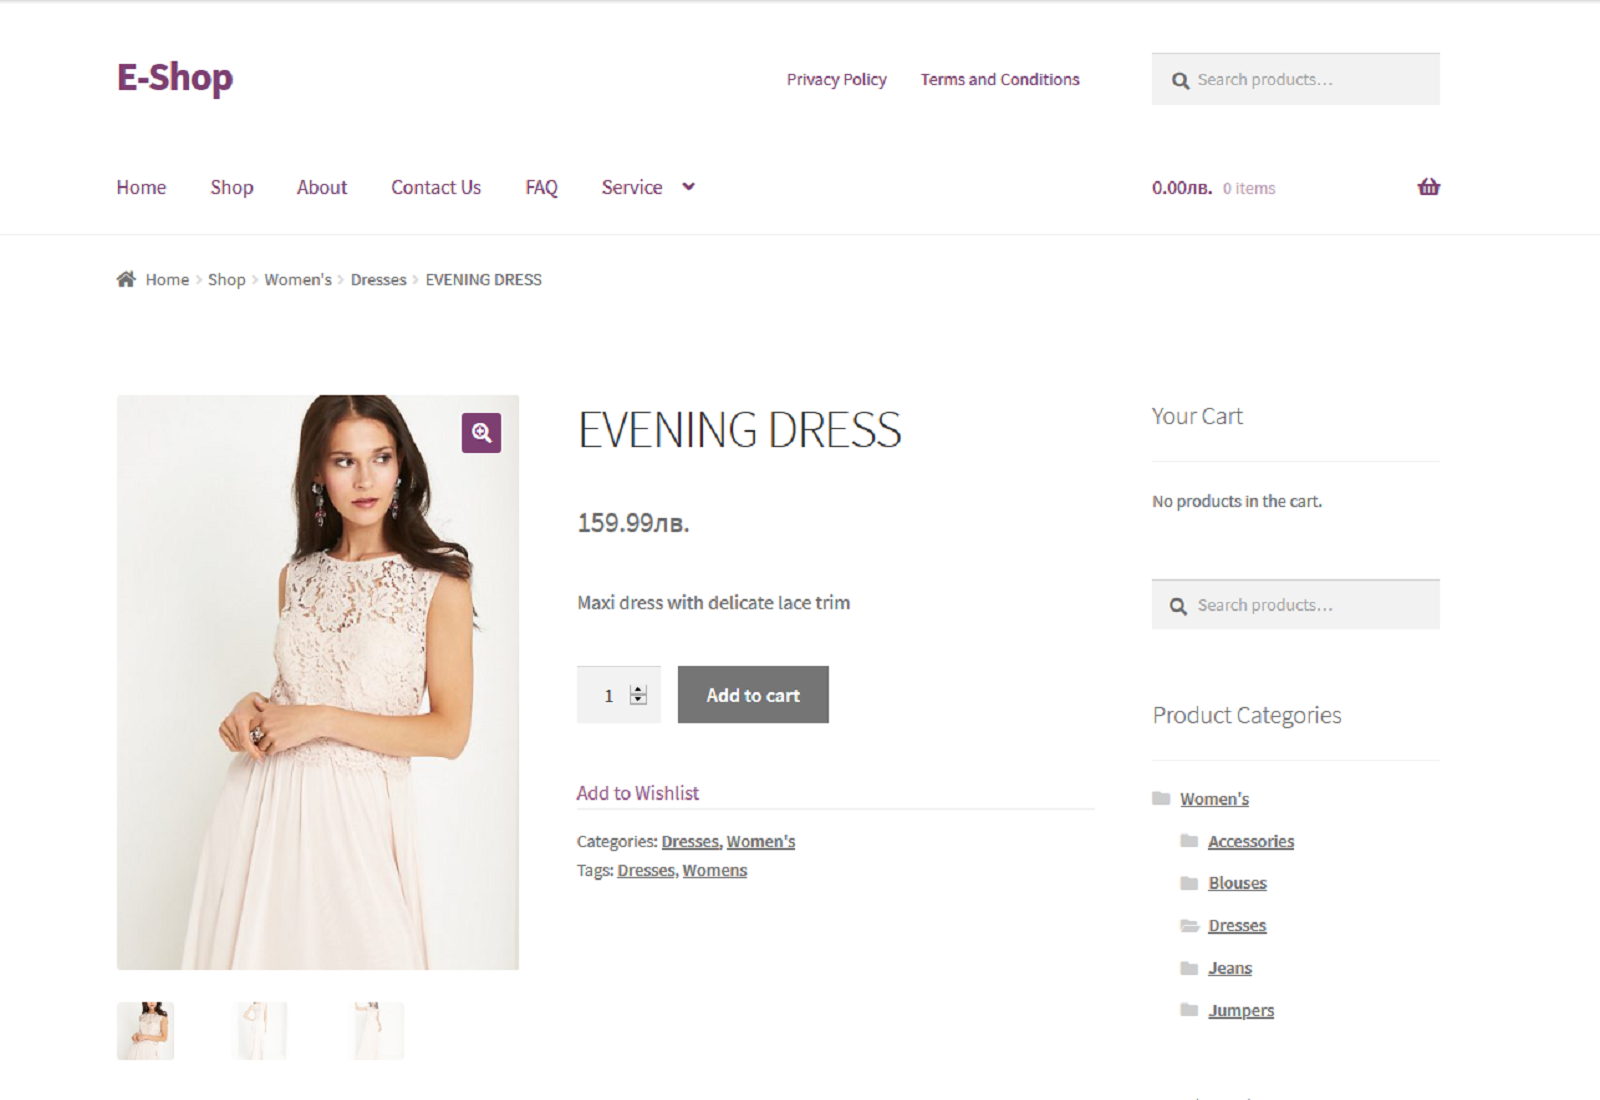 E-Shop
Privacy Policy Terms and Conditions
Search products...
Home Shop About Contact Us FAQ Service
0.00лв. 0 items
Home Shop Women's Dresses EVENING DRESS
EVENING DRESS
159.99лв.
Maxi dress with delicate lace trim
1 Add to cart
Add to Wishlist
Categories: Dresses, Women's
Tags: Dresses, Womens
Your Cart
No products in the cart.
Search products...
Product Categories
Women's
Accessories
Blouses
Dresses
Jeans
Jumpers